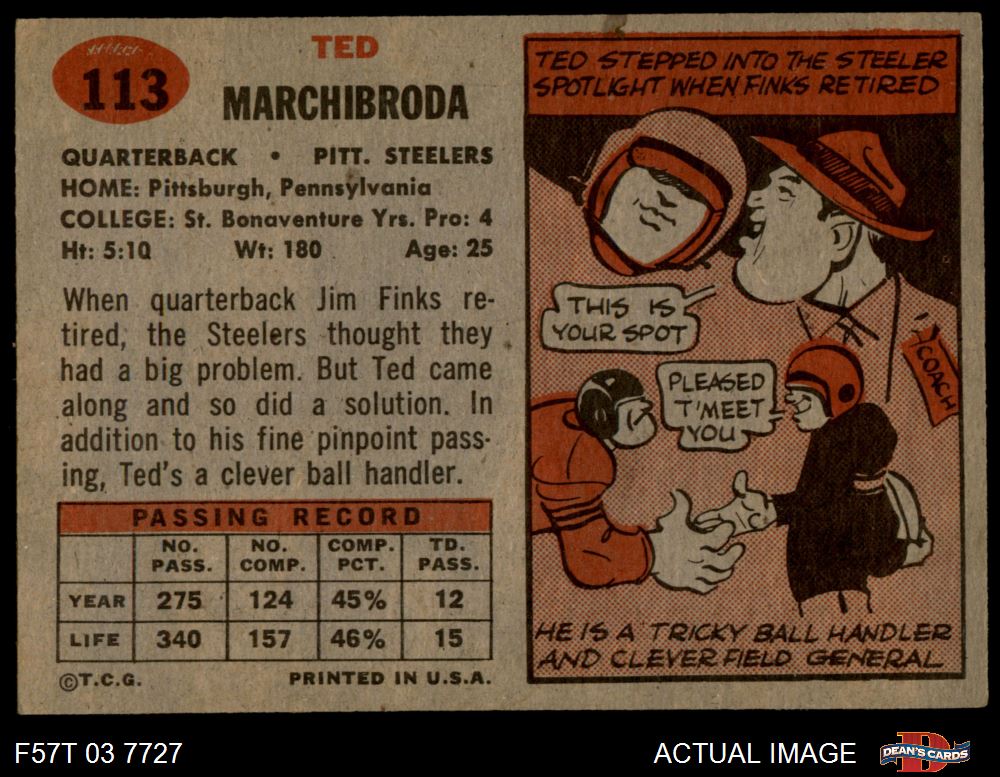 113
TED
MARCHIBRODA
QUARTERBACK • PITT. STEELERS
HOME: Pittsburgh, Pennsylvania
COLLEGE: St. Bonaventure Yrs. Pro: 4
Ht: 5:10 Wt: 180 Age: 25
When quarterback Jim Finks re-
tired, the Steelers thought they
had a big problem. But Ted came
along and so did a solution. In
addition to his fine pinpoint pass-
ing, Ted's a clever ball handler.
PASSING RECORD
NO. PASS. NO. COMP. COMP. PCT. TD. PASS.
YEAR 275 124 45% 12
LIFE 340 157 46% 15
©T.C.G. PRINTED IN U.S.A.
TED STEPPED INTO THE STEELER
SPOTLIGHT WHEN FINKS RETIRED
THIS IS
YOUR SPOT
COACH
PLEASED
T'MEET
YOU
HE IS A TRICKY BALL HANDLER
AND CLEVER FIELD GENERAL
F57T 03 7727
ACTUAL IMAGE
D
DEAN'S CARDS